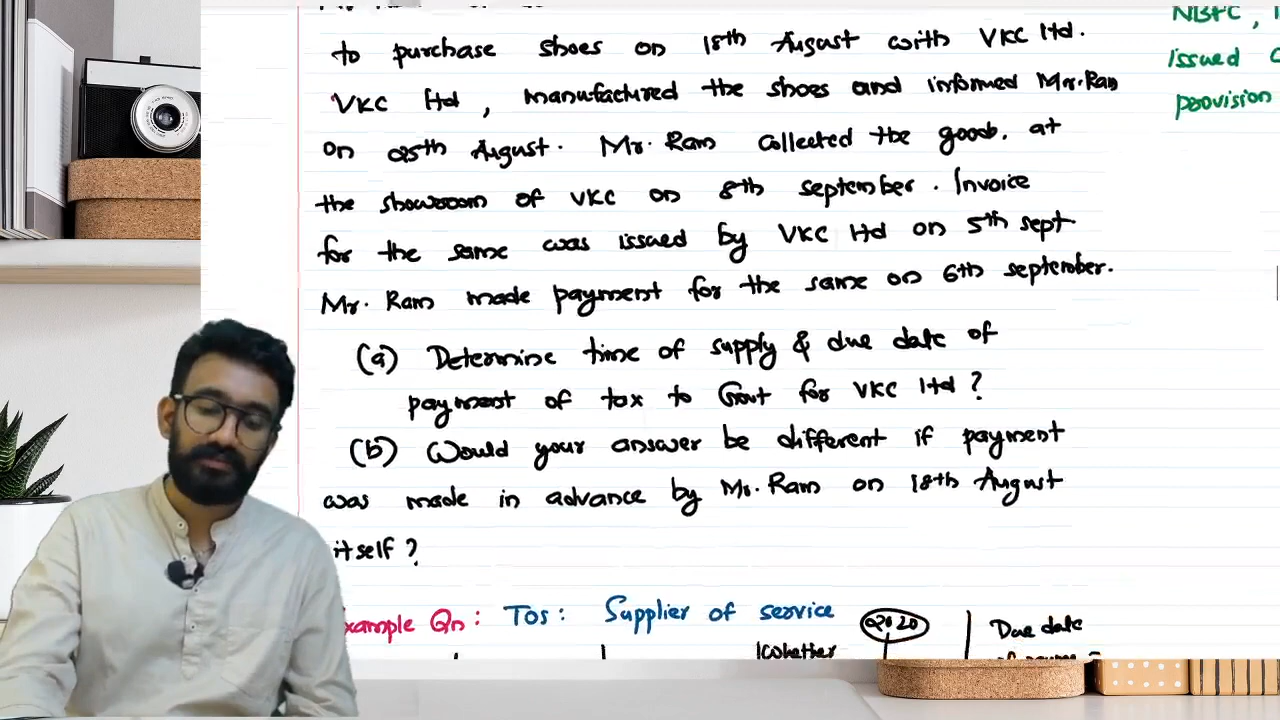 to purchase shoes on 18th August with VKC ltd.
VKC ltd, manufactured the shoes and informed Mr. Ram
on 25th August. Mr. Ram collected the goods. at
the showroom of VKC on 8th september. Invoice
for the same was issued by VKC ltd on 5th sept
Mr. Ram made payment for the same on 6th september.
(a) Determine time of supply & due date of
payment of tax to Govt for VKC ltd?
(b) Would your answer be different if payment
was made in advance by Mr. Ram on 18th August
itself?
NBFC,
issued
provision
Example Qn: TOS: Supplier of service
2020
Whether
Due date